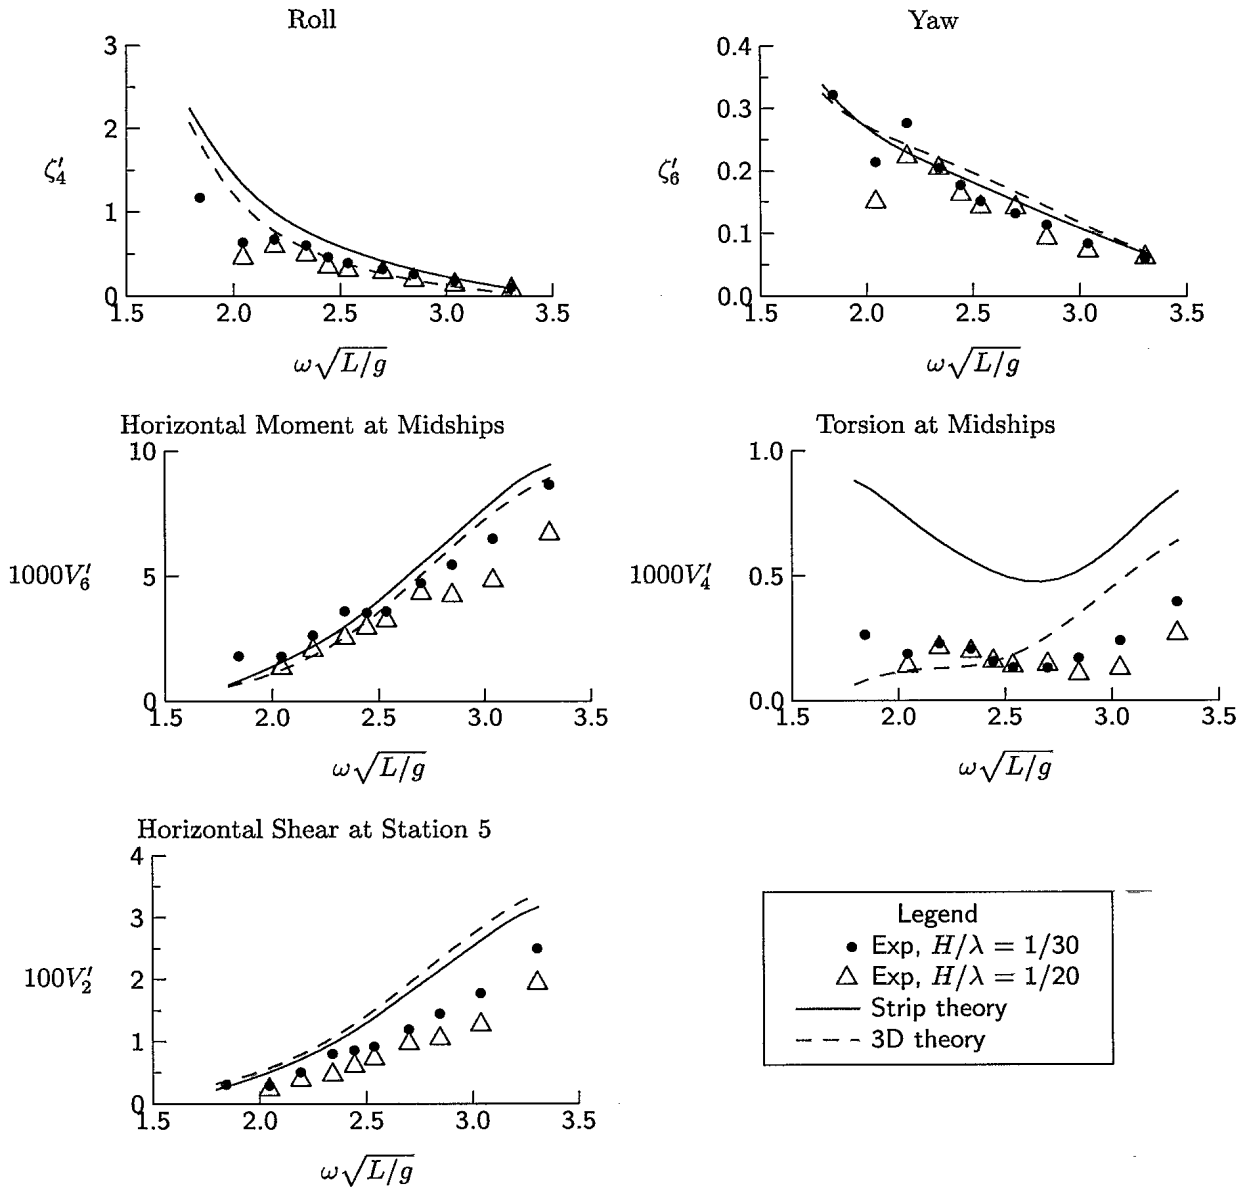 Roll
3
2
1
0
ζ′₄
1.5 2.0 2.5 3.0 3.5
ω√L/g
Yaw
0.4
0.3
0.2
0.1
0.0
ζ′₆
1.5 2.0 2.5 3.0 3.5
ω√L/g
Horizontal Moment at Midships
10
5
0
1000V′₆
1.5 2.0 2.5 3.0 3.5
ω√L/g
Torsion at Midships
1.0
0.5
0.0
1000V′₄
1.5 2.0 2.5 3.0 3.5
ω√L/g
Horizontal Shear at Station 5
4
3
2
1
0
100V′₂
1.5 2.0 2.5 3.0 3.5
ω√L/g
Legend
Exp, H/λ = 1/30
Exp, H/λ = 1/20
Strip theory
3D theory